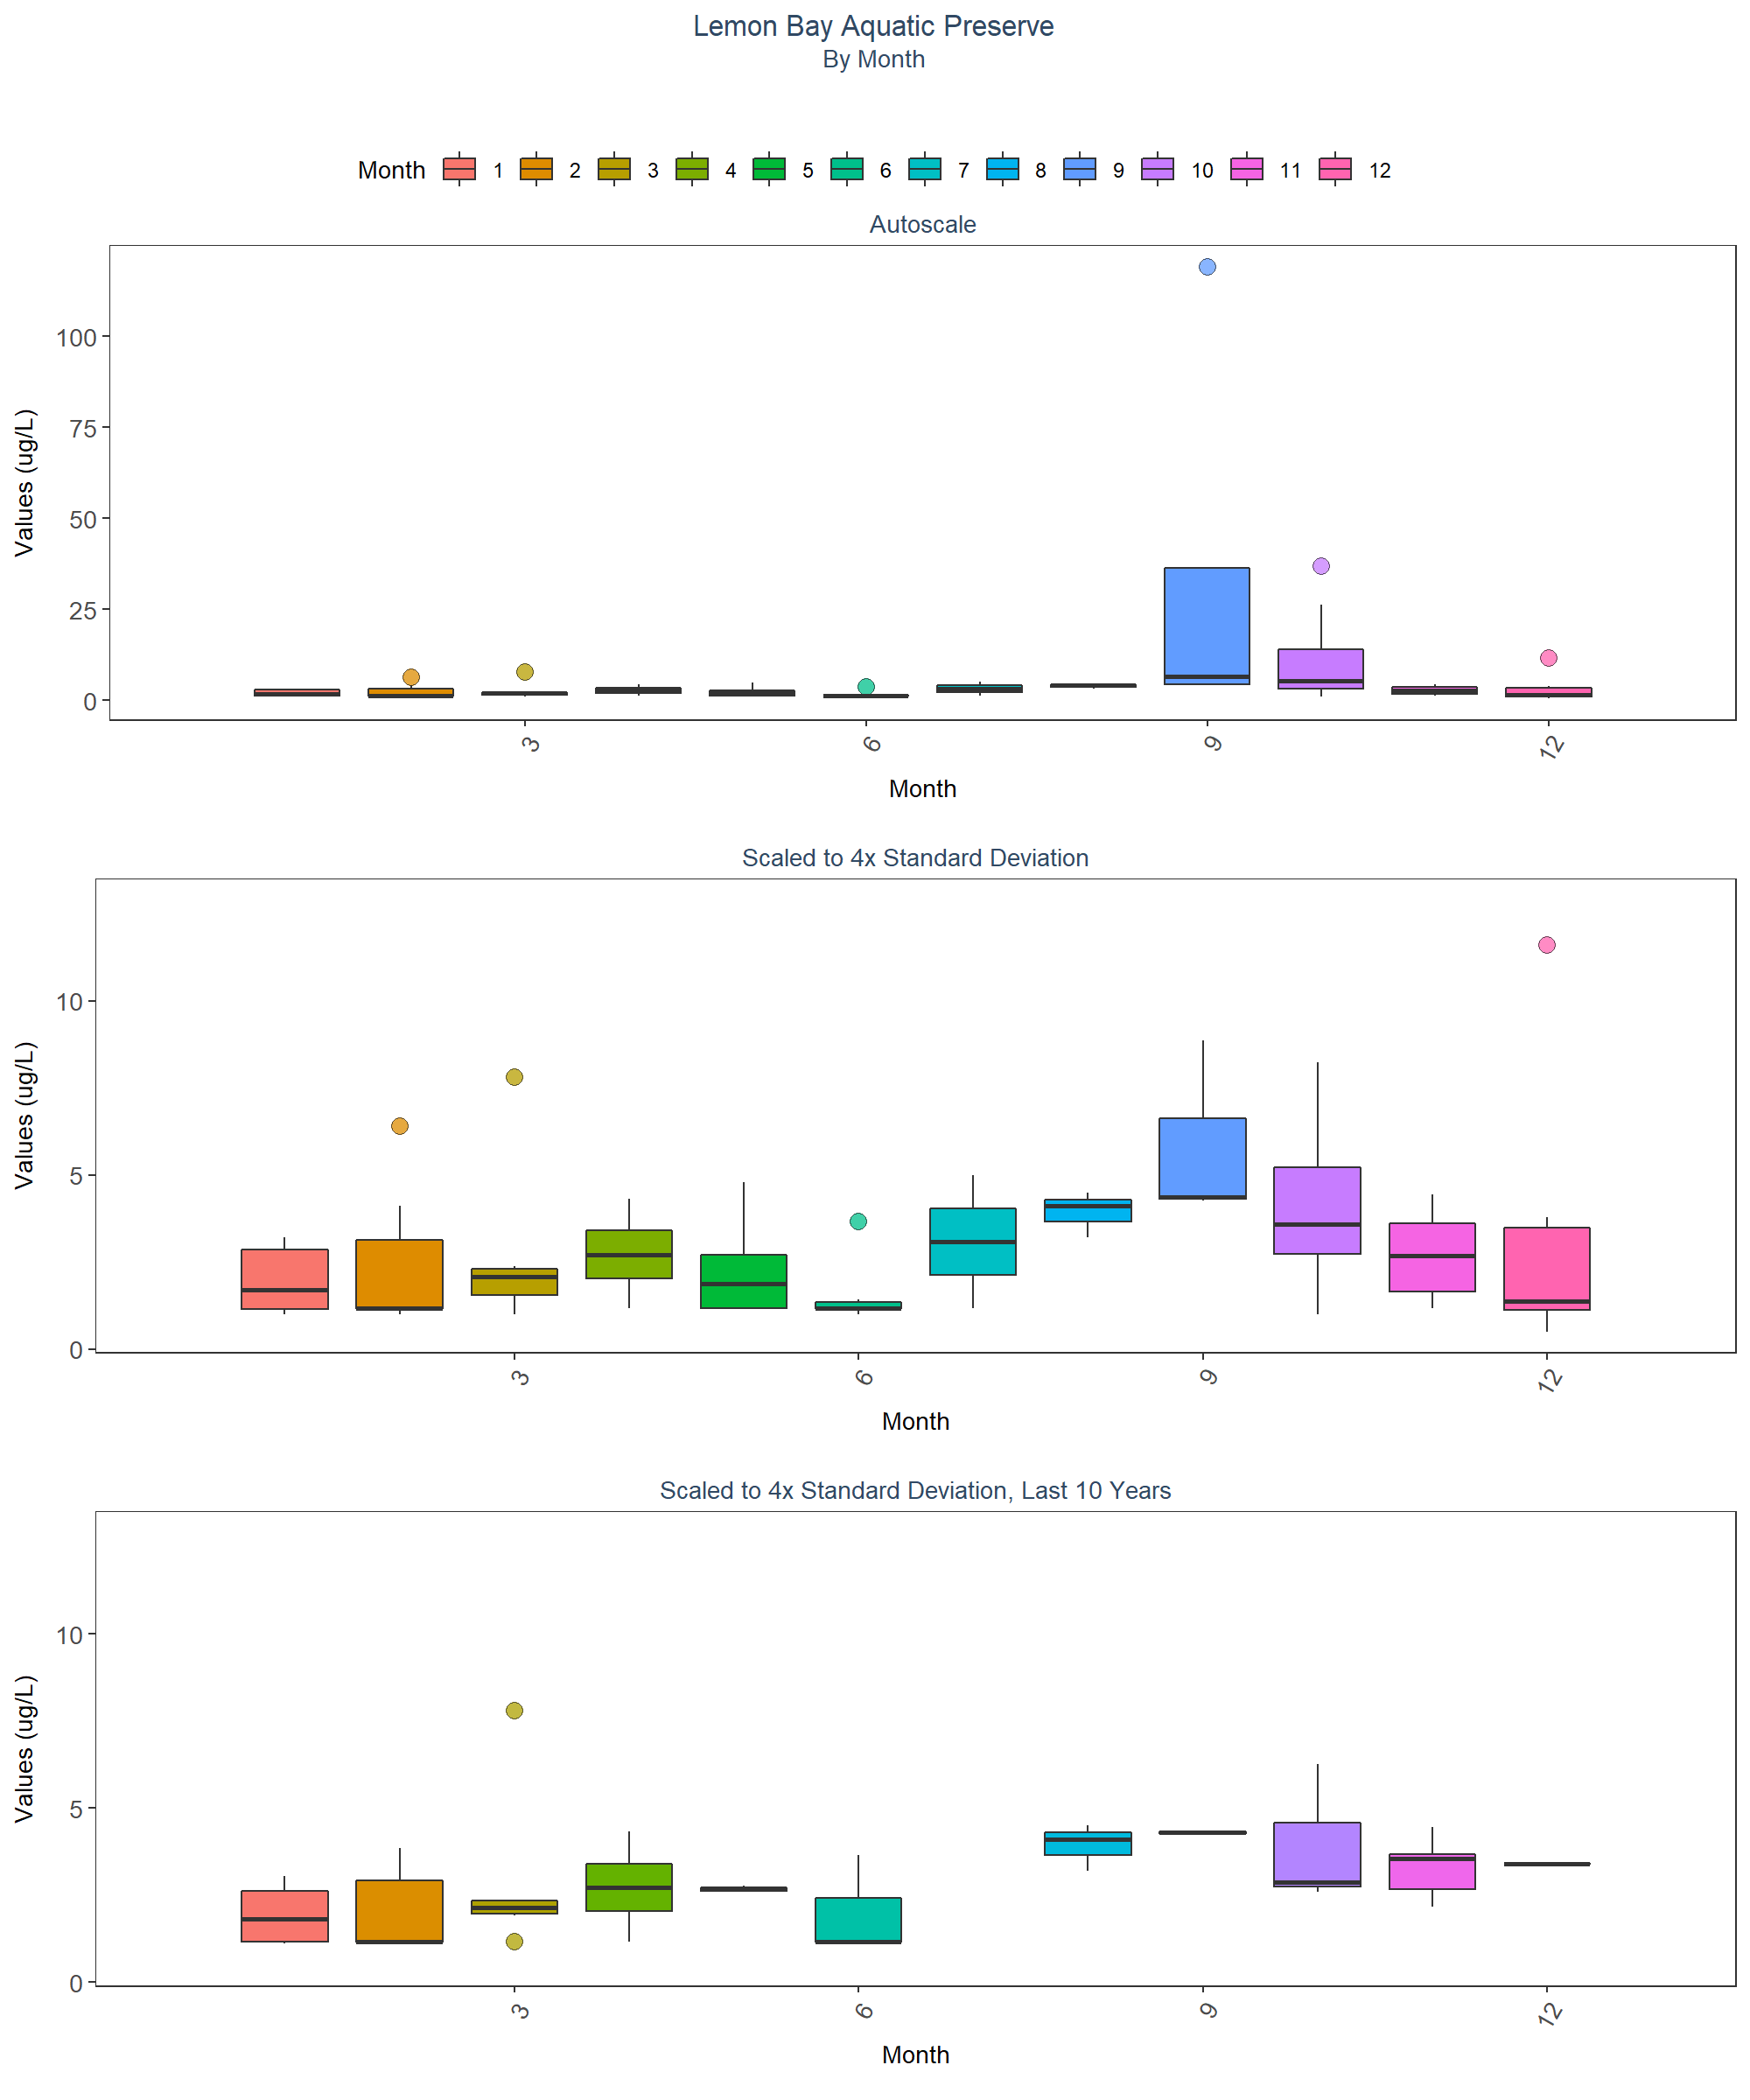 Lemon Bay Aquatic Preserve
By Month
Month 1 2 3 4 5 6 7 8 9 10 11 12
Autoscale
Values (ug/L)
100
75
50
25
0
3 6 9 12
Month
Scaled to 4x Standard Deviation
Values (ug/L)
10
5
0
3 6 9 12
Month
Scaled to 4x Standard Deviation, Last 10 Years
Values (ug/L)
10
5
0
3 6 9 12
Month